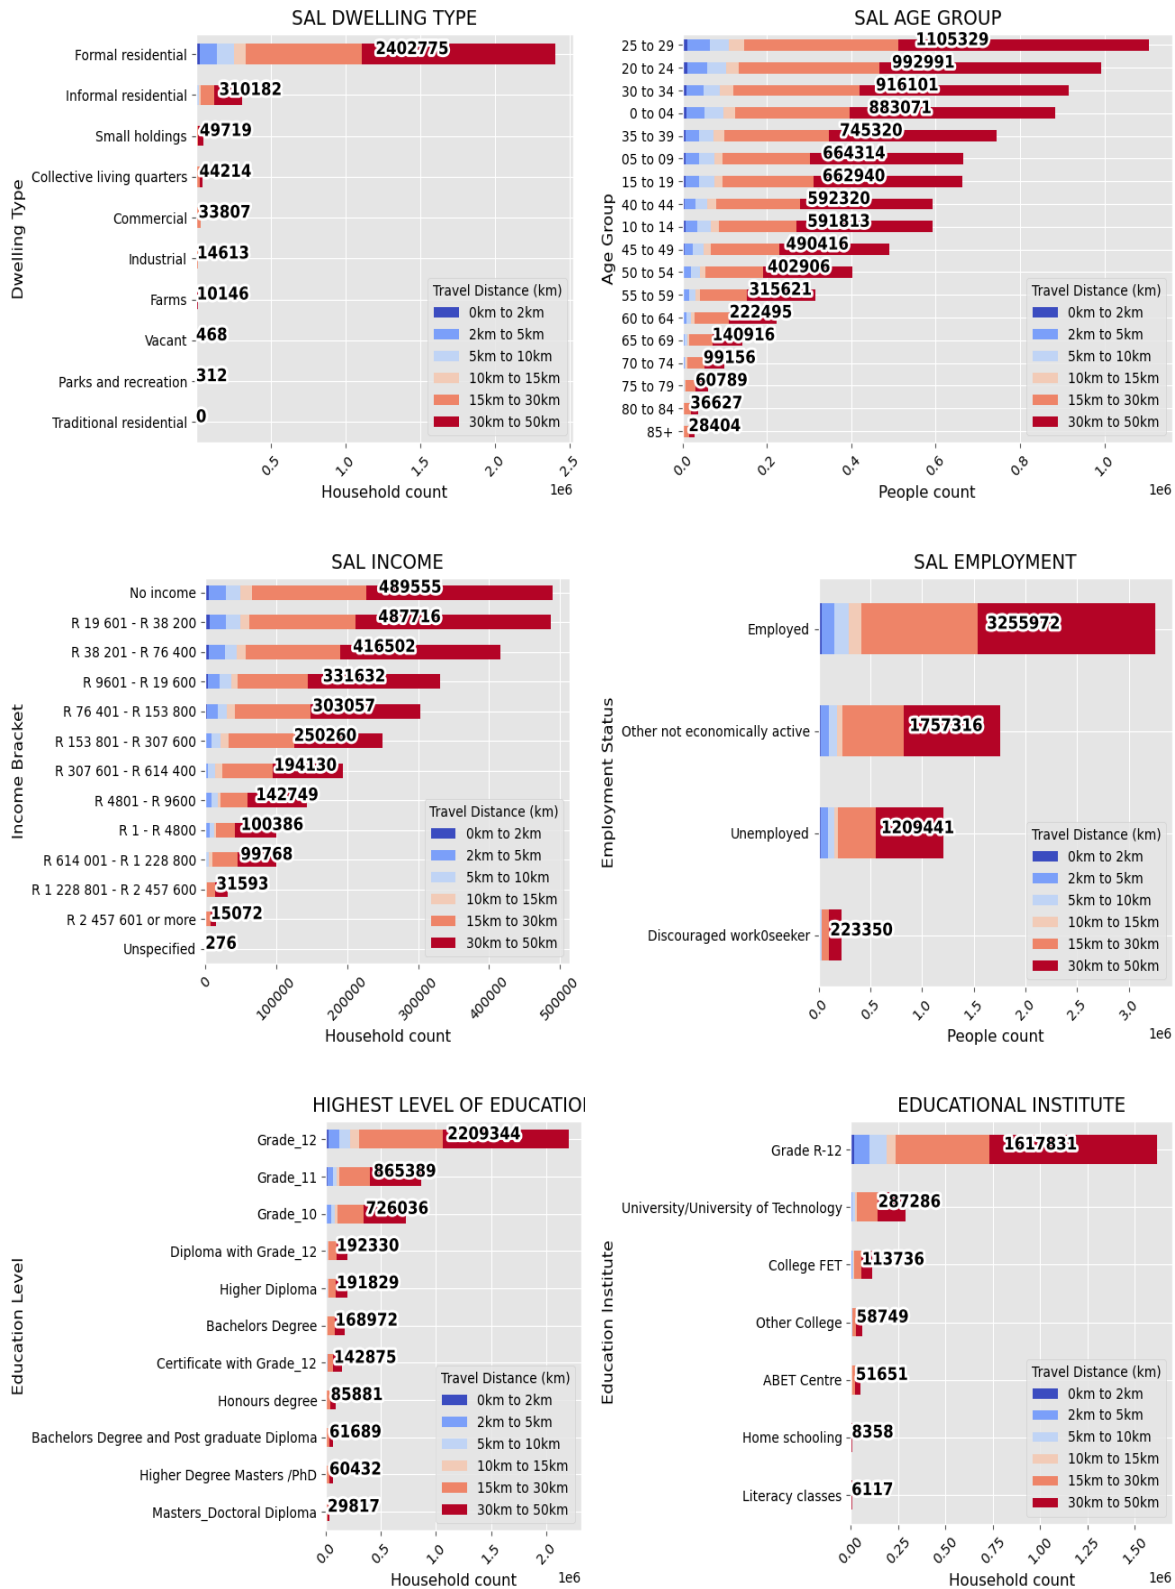 SAL DWELLING TYPE
Dwelling Type
Formal residential 2402775
Informal residential 310182
Small holdings 49719
Collective living quarters 44214
Commercial 33807
Industrial 14613
Farms 10146
Vacant 468
Parks and recreation 312
Traditional residential 0
Travel Distance (km)
0km to 2km
2km to 5km
5km to 10km
10km to 15km
15km to 30km
30km to 50km
0.5 1.0 1.5 2.0 2.5
1e6
Household count
SAL AGE GROUP
Age Group
25 to 29 1105329
20 to 24 992991
30 to 34 916101
0 to 04 883071
35 to 39 745320
05 to 09 664314
15 to 19 662940
40 to 44 592320
10 to 14 591813
45 to 49 490416
50 to 54 402906
55 to 59 315621
60 to 64 222495
65 to 69 140916
70 to 74 99156
75 to 79 60789
80 to 84 36627
85+ 28404
Travel Distance (km)
0km to 2km
2km to 5km
5km to 10km
10km to 15km
15km to 30km
30km to 50km
0.0 0.2 0.4 0.6 0.8 1.0
1e6
People count
SAL INCOME
Income Bracket
No income 489555
R 19 601 - R 38 200 487716
R 38 201 - R 76 400 416502
R 9601 - R 19 600 331632
R 76 401 - R 153 800 303057
R 153 801 - R 307 600 250260
R 307 601 - R 614 400 194130
R 4801 - R 9600 142749
R 1 - R 4800 100386
R 614 001 - R 1 228 800 99768
R 1 228 801 - R 2 457 600 31593
R 2 457 601 or more 15072
Unspecified 276
Travel Distance (km)
0km to 2km
2km to 5km
5km to 10km
10km to 15km
15km to 30km
30km to 50km
0 100000 200000 300000 400000 500000
Household count
SAL EMPLOYMENT
Employment Status
Employed 3255972
Other not economically active 1757316
Unemployed 1209441
Discouraged work0seeker 223350
Travel Distance (km)
0km to 2km
2km to 5km
5km to 10km
10km to 15km
15km to 30km
30km to 50km
0.0 0.5 1.0 1.5 2.0 2.5 3.0
1e6
People count
HIGHEST LEVEL OF EDUCATIO
Education Level
Grade_12 2209344
Grade_11 865389
Grade_10 726036
Diploma with Grade_12 192330
Higher Diploma 191829
Bachelors Degree 168972
Certificate with Grade_12 142875
Honours degree 85881
Bachelors Degree and Post graduate Diploma 61689
Higher Degree Masters /PhD 60432
Masters_Doctoral Diploma 29817
Travel Distance (km)
0km to 2km
2km to 5km
5km to 10km
10km to 15km
15km to 30km
30km to 50km
0.0 0.5 1.0 1.5 2.0
1e6
Household count
EDUCATIONAL INSTITUTE
Education Institute
Grade R-12 1617831
University/University of Technology 287286
College FET 113736
Other College 58749
ABET Centre 51651
Home schooling 8358
Literacy classes 6117
Travel Distance (km)
0km to 2km
2km to 5km
5km to 10km
10km to 15km
15km to 30km
30km to 50km
0.00 0.25 0.50 0.75 1.00 1.25 1.50
1e6
Household count